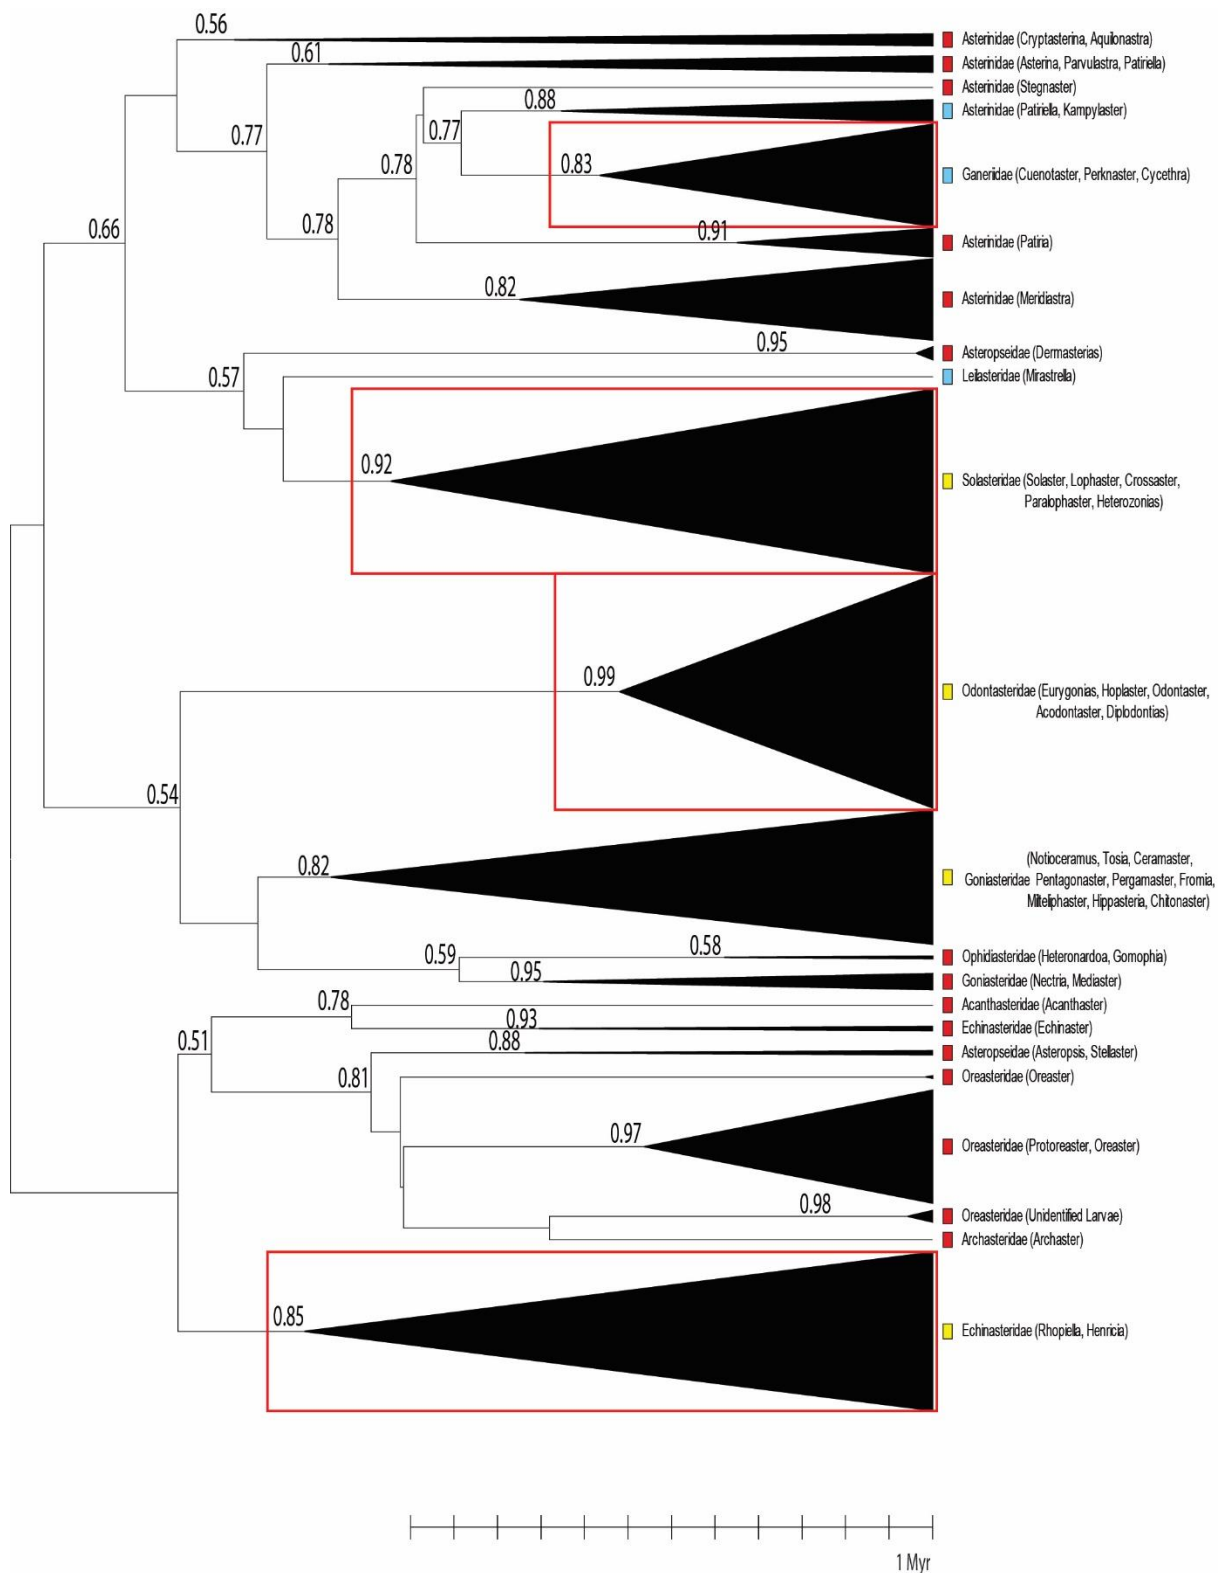 0.56
Asterinidae (Cryptasterina, Aquilonastra)
0.61
Asterinidae (Asterina, Parvulastra, Patiriella)
Asterinidae (Stegnaster)
0.88
Asterinidae (Patiriella, Kampylaster)
0.77
0.77
0.78
0.83
Ganeriidae (Cuenotaster, Perknaster, Cycethra)
0.66
0.78
0.91
Asterinidae (Patiria)
0.82
Asterinidae (Meridiastra)
0.95
Asteropseidae (Dermasterias)
0.57
Leilasteridae (Mirastrella)
0.92
Solasteridae (Solaster, Lophaster, Crossaster,
Paralophaster, Heterozonias)
0.99
Odontasteridae (Eurygonias, Hoplaster, Odontaster,
Acodontaster, Diplodontias)
0.54
0.82
(Notioceramus, Tosia, Ceramaster,
Goniasteridae Pentagonaster, Pergamaster, Fromia,
Milteliphaster, Hippasteria, Chitonaster)
0.59
0.58
Ophidiasteridae (Heteronardoa, Gomophia)
0.95
Goniasteridae (Nectria, Mediaster)
0.78
Acanthasteridae (Acanthaster)
0.93
Echinasteridae (Echinaster)
0.51
0.88
Asteropseidae (Asteropsis, Stellaster)
0.81
Oreasteridae (Oreaster)
0.97
Oreasteridae (Protoreaster, Oreaster)
0.98
Oreasteridae (Unidentified Larvae)
Archasteridae (Archaster)
0.85
Echinasteridae (Rhopiella, Henricia)
1 Myr